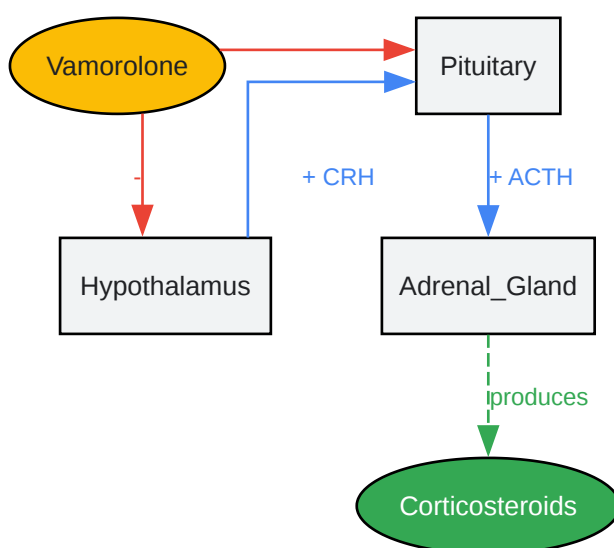 Vamorolone
Pituitary
-
+ CRH
+ ACTH
Hypothalamus
Adrenal_Gland
produces
Corticosteroids